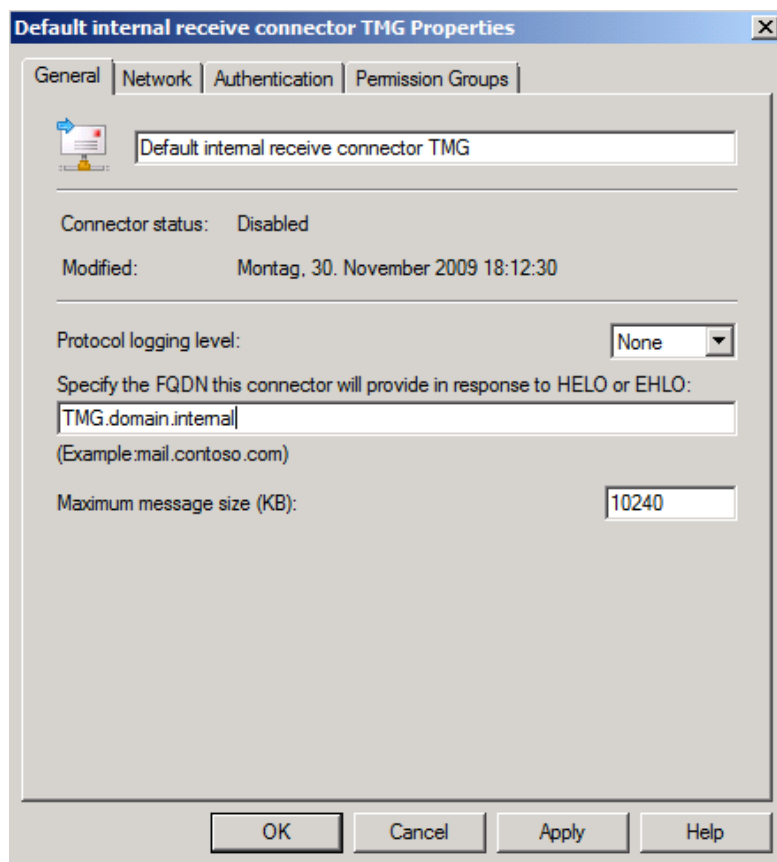 Default internal receive connector TMG Properties
General Network Authentication Permission Groups
Default internal receive connector TMG
Connector status: Disabled
Modified: Montag, 30. November 2009 18:12:30
Protocol logging level: None
Specify the FQDN this connector will provide in response to HELO or EHLO:
TMG.domain.internal
(Example:mail.contoso.com)
Maximum message size (KB): 10240
OK Cancel Apply Help